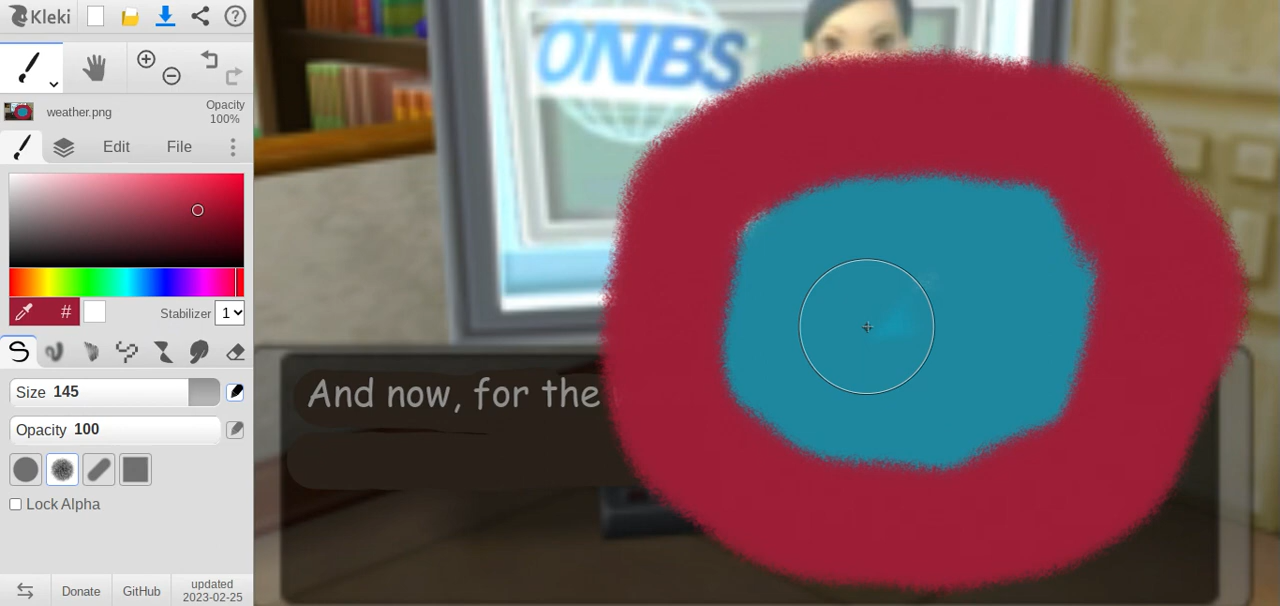 Kleki
weather.png
Opacity
100%
Edit
File
#
Stabilizer 1
Size 145
Opacity 100
Lock Alpha
Donate
GitHub
updated
2023-02-25
ONBS
And now, for the